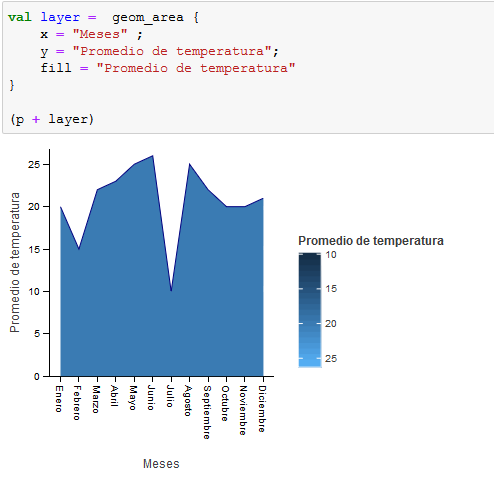 val layer = geom_area {
x = "Meses" ;
y = "Promedio de temperatura";
fill = "Promedio de temperatura"
}
(p + layer)
25
20
15
10
5
0
Promedio de temperatura
Enero
Febrero
Marzo
Abril
Mayo
Junio
Julio
Agosto
Septiembre
Octubre
Noviembre
Diciembre
Meses
Promedio de temperatura
10
15
20
25